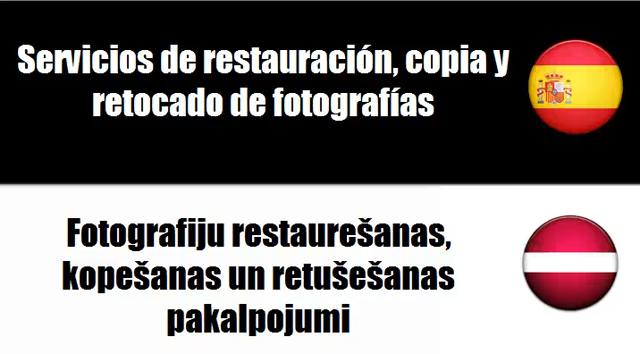 Servicios de restauración, copia y
retocado de fotografías
Fotografiju restaurešanas,
kopešanas un retušešanas
pakalpojumi